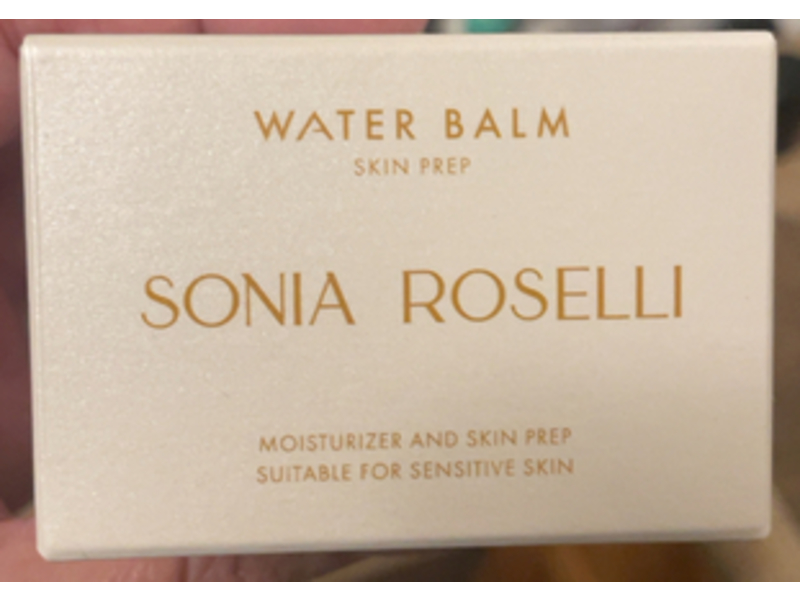 WATER BALM
SKIN PREP
SONIA ROSELLI
MOISTURIZER AND SKIN PREP
SUITABLE FOR SENSITIVE SKIN